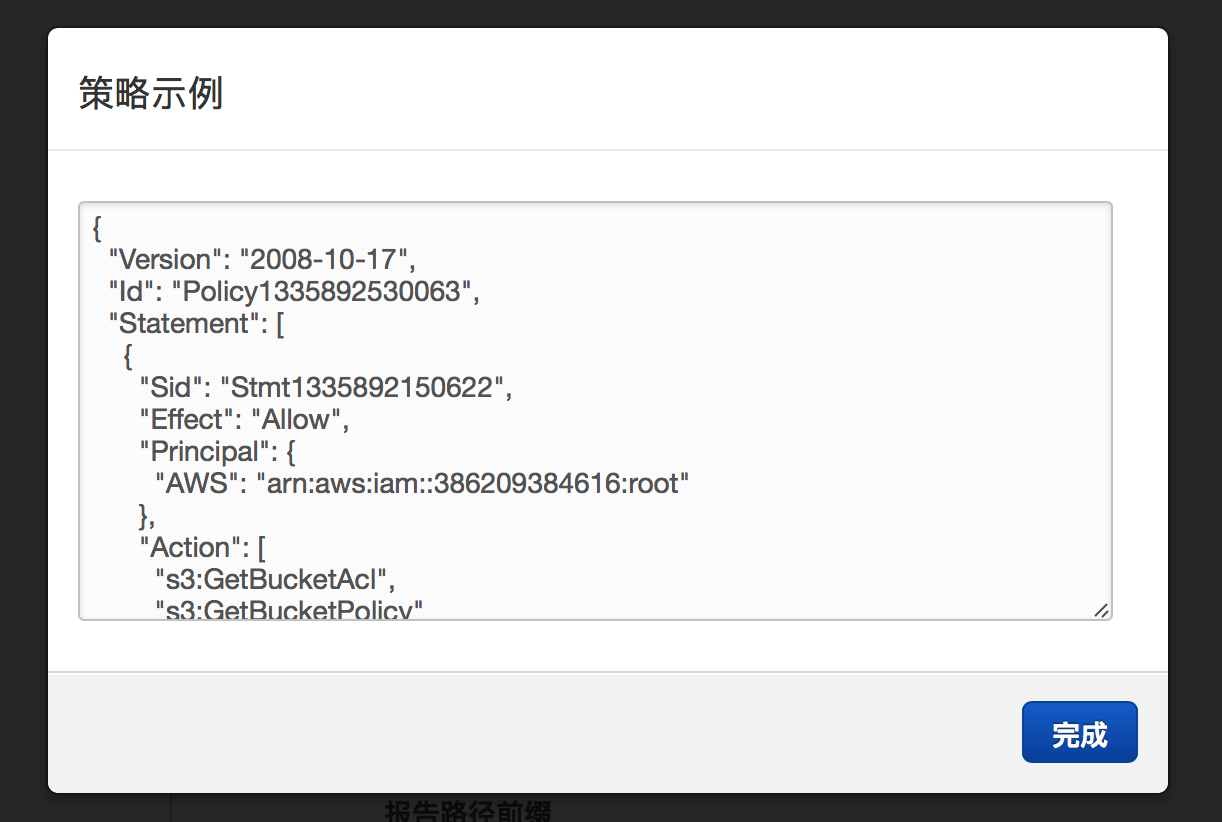 策略示例
{
"Version": "2008-10-17",
"Id": "Policy1335892530063",
"Statement": [
{
"Sid": "Stmt1335892150622",
"Effect": "Allow",
"Principal": {
"AWS": "arn:aws:iam::386209384616:root"
},
"Action": [
"s3:GetBucketAcl",
"s3:GetBucketPolicy"
完成
报告路径前缀